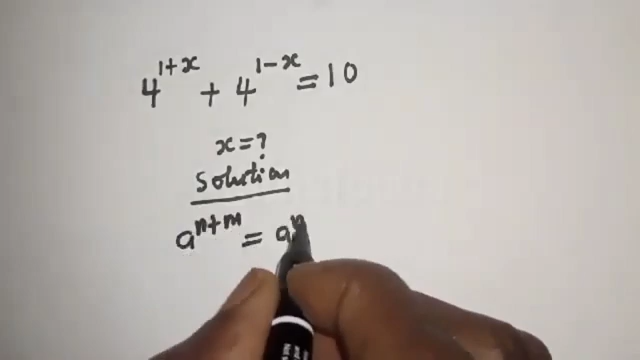 4^{1+x} + 4^{1-x} = 10
x = ?
Solution
a^{n+m} = a^n